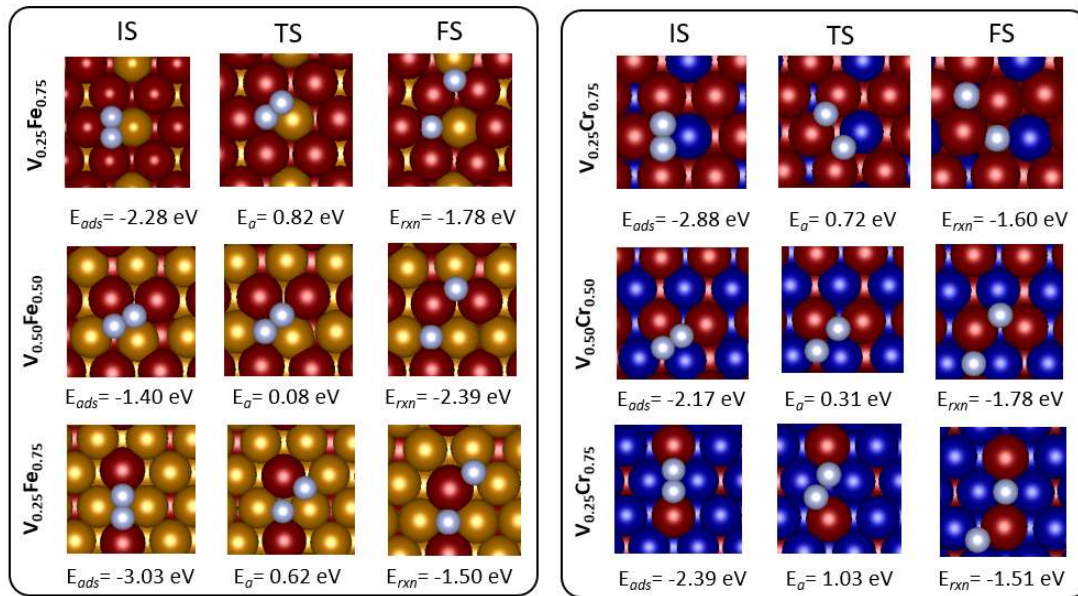 IS TS FS
V0.25Fe0.75
Eads= -2.28 eV Ea= 0.82 eV Erxn= -1.78 eV
V0.50Fe0.50
Eads= -1.40 eV Ea= 0.08 eV Erxn= -2.39 eV
V0.25Fe0.75
Eads= -3.03 eV Ea= 0.62 eV Erxn= -1.50 eV
IS TS FS
V0.25Cr0.75
Eads= -2.88 eV Ea= 0.72 eV Erxn= -1.60 eV
V0.50Cr0.50
Eads= -2.17 eV Ea= 0.31 eV Erxn= -1.78 eV
V0.25Cr0.75
Eads= -2.39 eV Ea= 1.03 eV Erxn= -1.51 eV